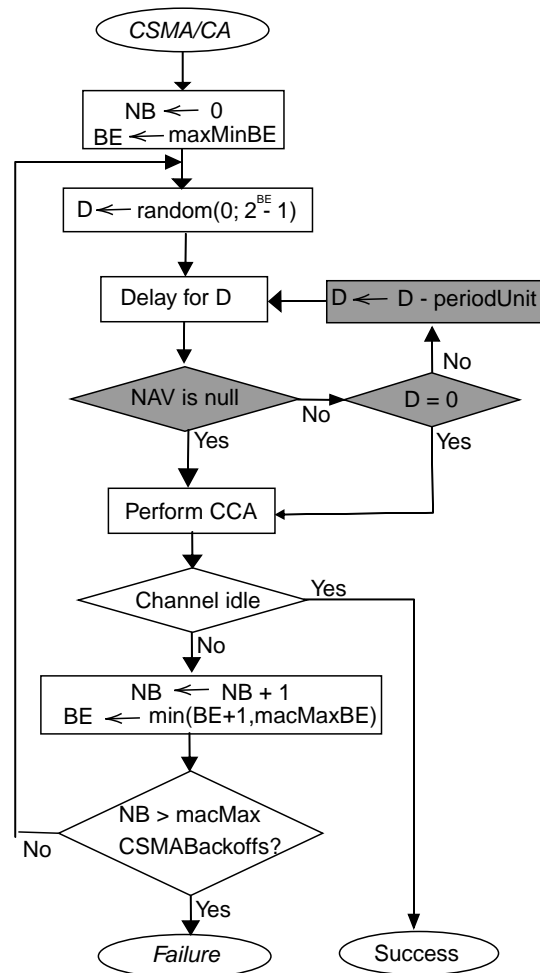 CSMA/CA
NB ← 0
BE ← maxMinBE
D ← random(0; 2^BE - 1)
Delay for D
D ← D - periodUnit
No
NAV is null
No
D = 0
Yes
Yes
Perform CCA
Channel idle
Yes
No
NB ← NB + 1
BE ← min(BE+1,macMaxBE)
NB > macMax
CSMABackoffs?
No
Yes
Failure
Success